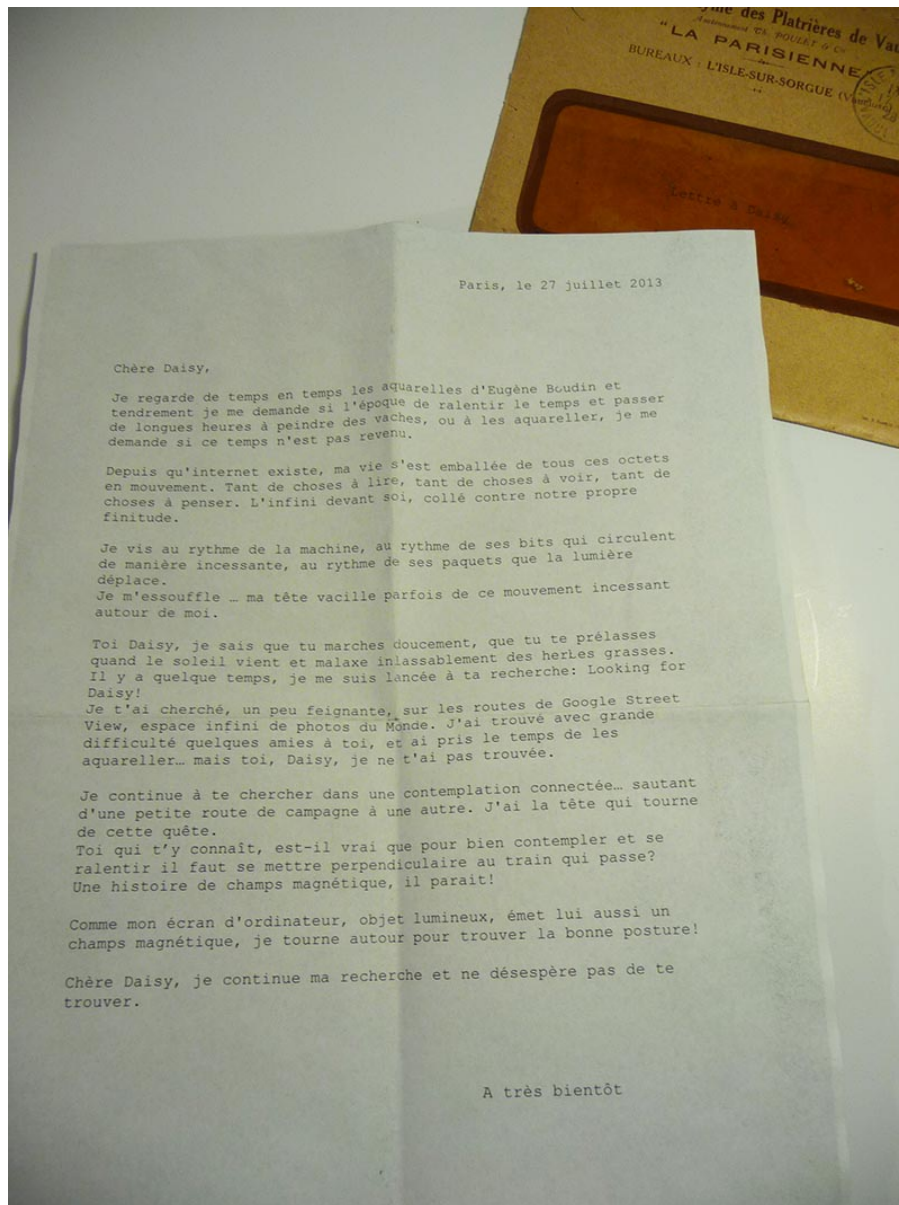 des Platrières de
"LA PARISIENNE"
BUREAUX : L'ISLE-SUR-SORGUE
Lettre à Daisy
Paris, le 27 juillet 2013
Chère Daisy,
Je regarde de temps en temps les aquarelles d'Eugène Boudin et
tendrement je me demande si l'époque de ralentir le temps et passer
de longues heures à peindre des vaches, ou à les aquareller, je me
demande si ce temps n'est pas revenu.
Depuis qu'internet existe, ma vie s'est emballée de tous ces octets
en mouvement. Tant de choses à lire, tant de choses à voir, tant de
choses à penser. L'infini devant soi, collé contre notre propre
finitude.
Je vis au rythme de la machine, au rythme de ses bits qui circulent
de manière incessante, au rythme de ses paquets que la lumière
déplace.
Je m'essouffle … ma tête vacille parfois de ce mouvement incessant
autour de moi.
Toi Daisy, je sais que tu marches doucement, que tu te prélasses
quand le soleil vient et malaxe inlassablement des herbes grasses.
Il y a quelque temps, je me suis lancée à ta recherche: Looking for
Daisy!
Je t'ai cherché, un peu feignante, sur les routes de Google Street
View, espace infini de photos du Monde. J'ai trouvé avec grande
difficulté quelques amies à toi, et ai pris le temps de les
aquareller… mais toi, Daisy, je ne t'ai pas trouvée.
Je continue à te chercher dans une contemplation connectée… sautant
d'une petite route de campagne à une autre. J'ai la tête qui tourne
de cette quête.
Toi qui t'y connaît, est-il vrai que pour bien contempler et se
ralentir il faut se mettre perpendiculaire au train qui passe?
Une histoire de champs magnétique, il parait!
Comme mon écran d'ordinateur, objet lumineux, émet lui aussi un
champs magnétique, je tourne autour pour trouver la bonne posture!
Chère Daisy, je continue ma recherche et ne désespère pas de te
trouver.
A très bientôt